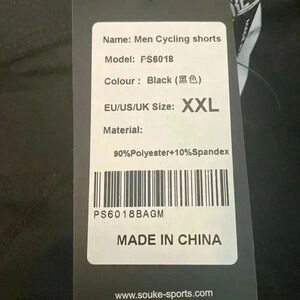 Name: Men Cycling shorts
Model: PS6018
Colour : Black (黑色)
EU/US/UK Size: XXL
Material:
90%Polyester+10%Spandex
PS6018BAGM
MADE IN CHINA
www.souke-sports.com